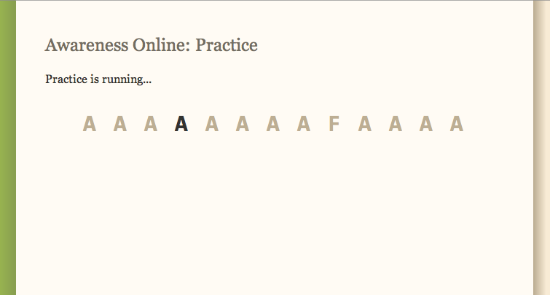 Awareness Online: Practice
Practice is running...
A A A A A A A A F A A A A